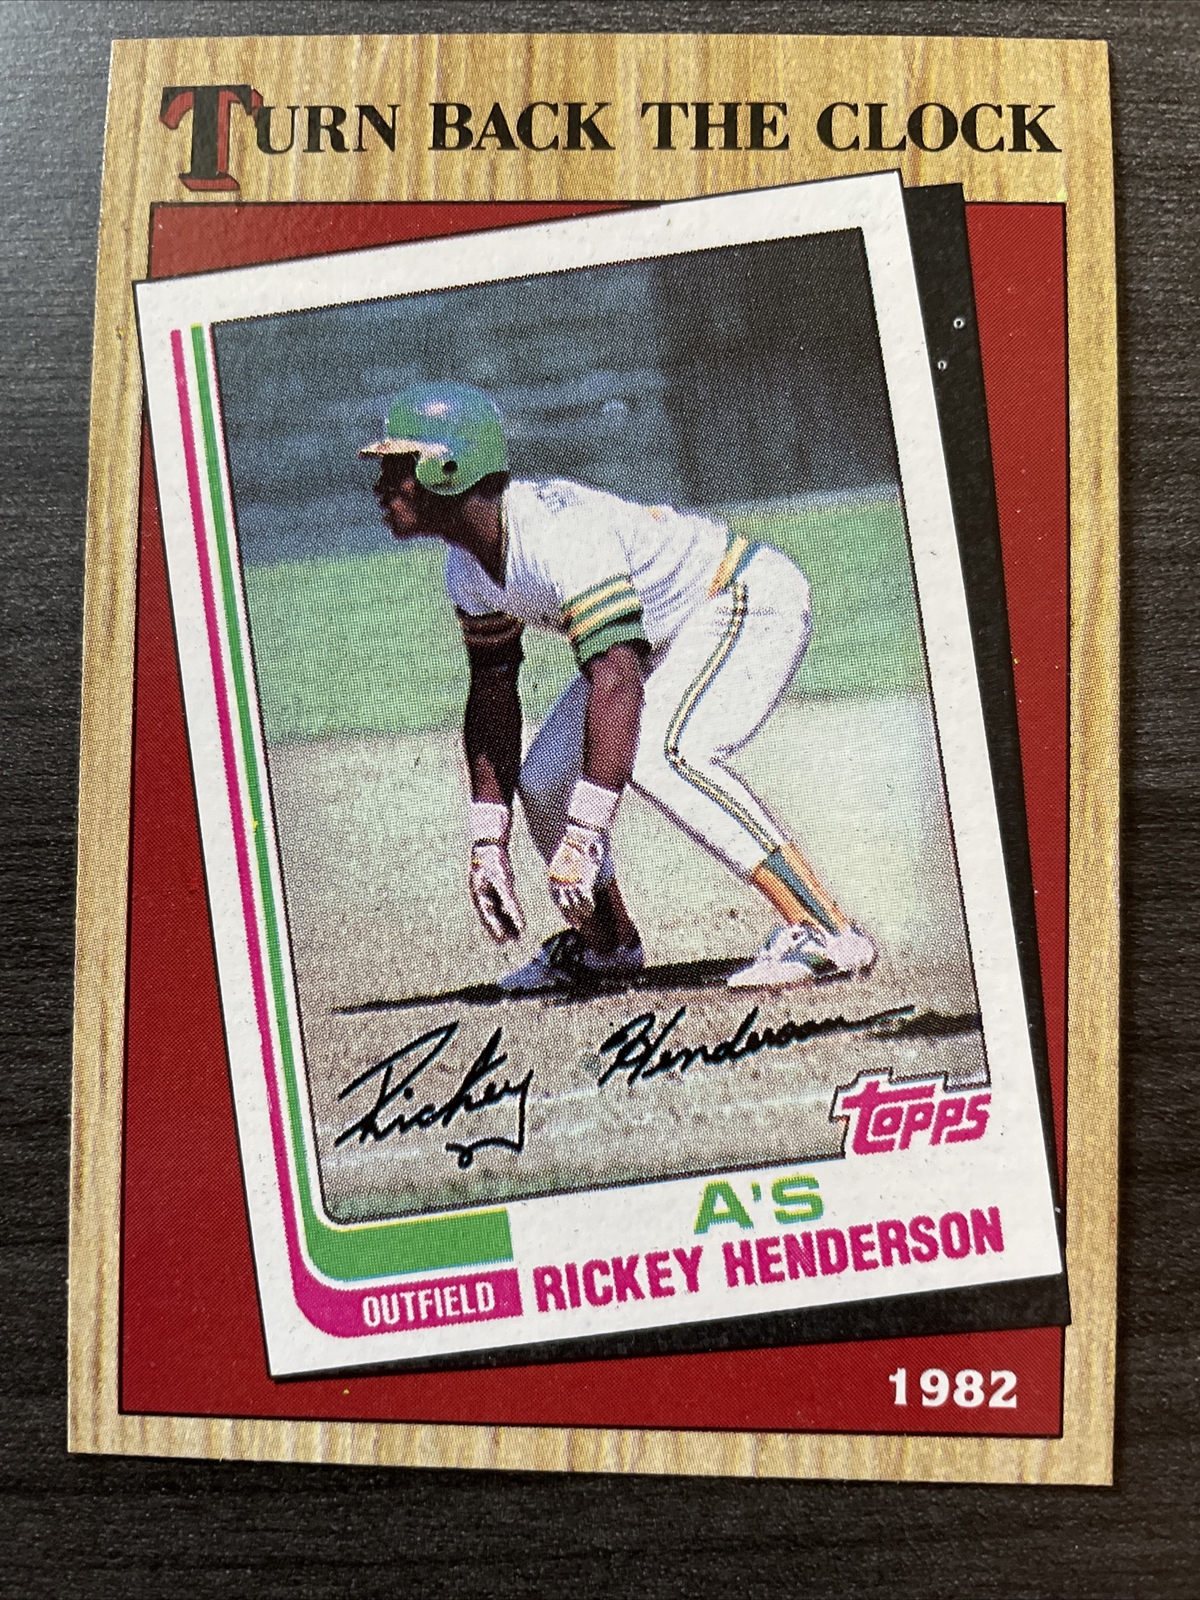 TURN BACK THE CLOCK
Rickey Henderson
topps
A'S
OUTFIELD RICKEY HENDERSON
1982